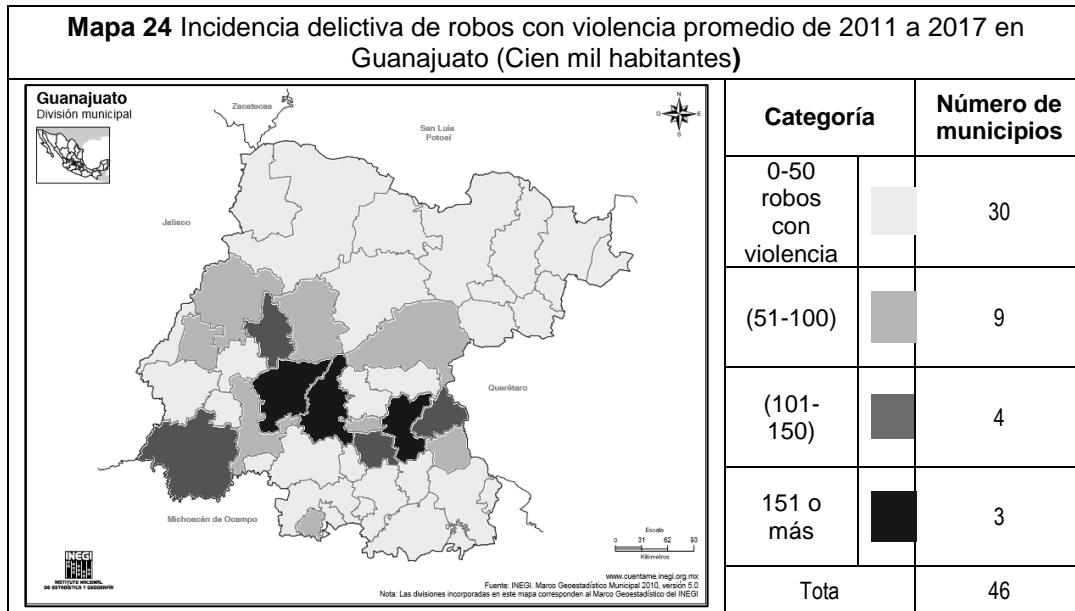 Mapa 24 Incidencia delictiva de robos con violencia promedio de 2011 a 2017 en
Guanajuato (Cien mil habitantes)
Guanajuato
División municipal
Zacatecas
San Luis
Potosí
N
O
E
S
Jalisco
Querétaro
Michoacán de Ocampo
Escala
0 31 62 93
Kilómetros
INEGI
INSTITUTO NACIONAL
DE ESTADÍSTICA Y GEOGRAFÍA
www.cuentame.inegi.org.mx
Fuente: INEGI. Marco Geoestadístico Municipal 2010, versión 5.0
Nota: Las divisiones incorporadas en este mapa corresponden al Marco Geoestadístico del INEGI
Categoría
Número de
municipios
0-50
robos
con
violencia
30
(51-100)
9
(101-
150)
4
151 o
más
3
Tota
46